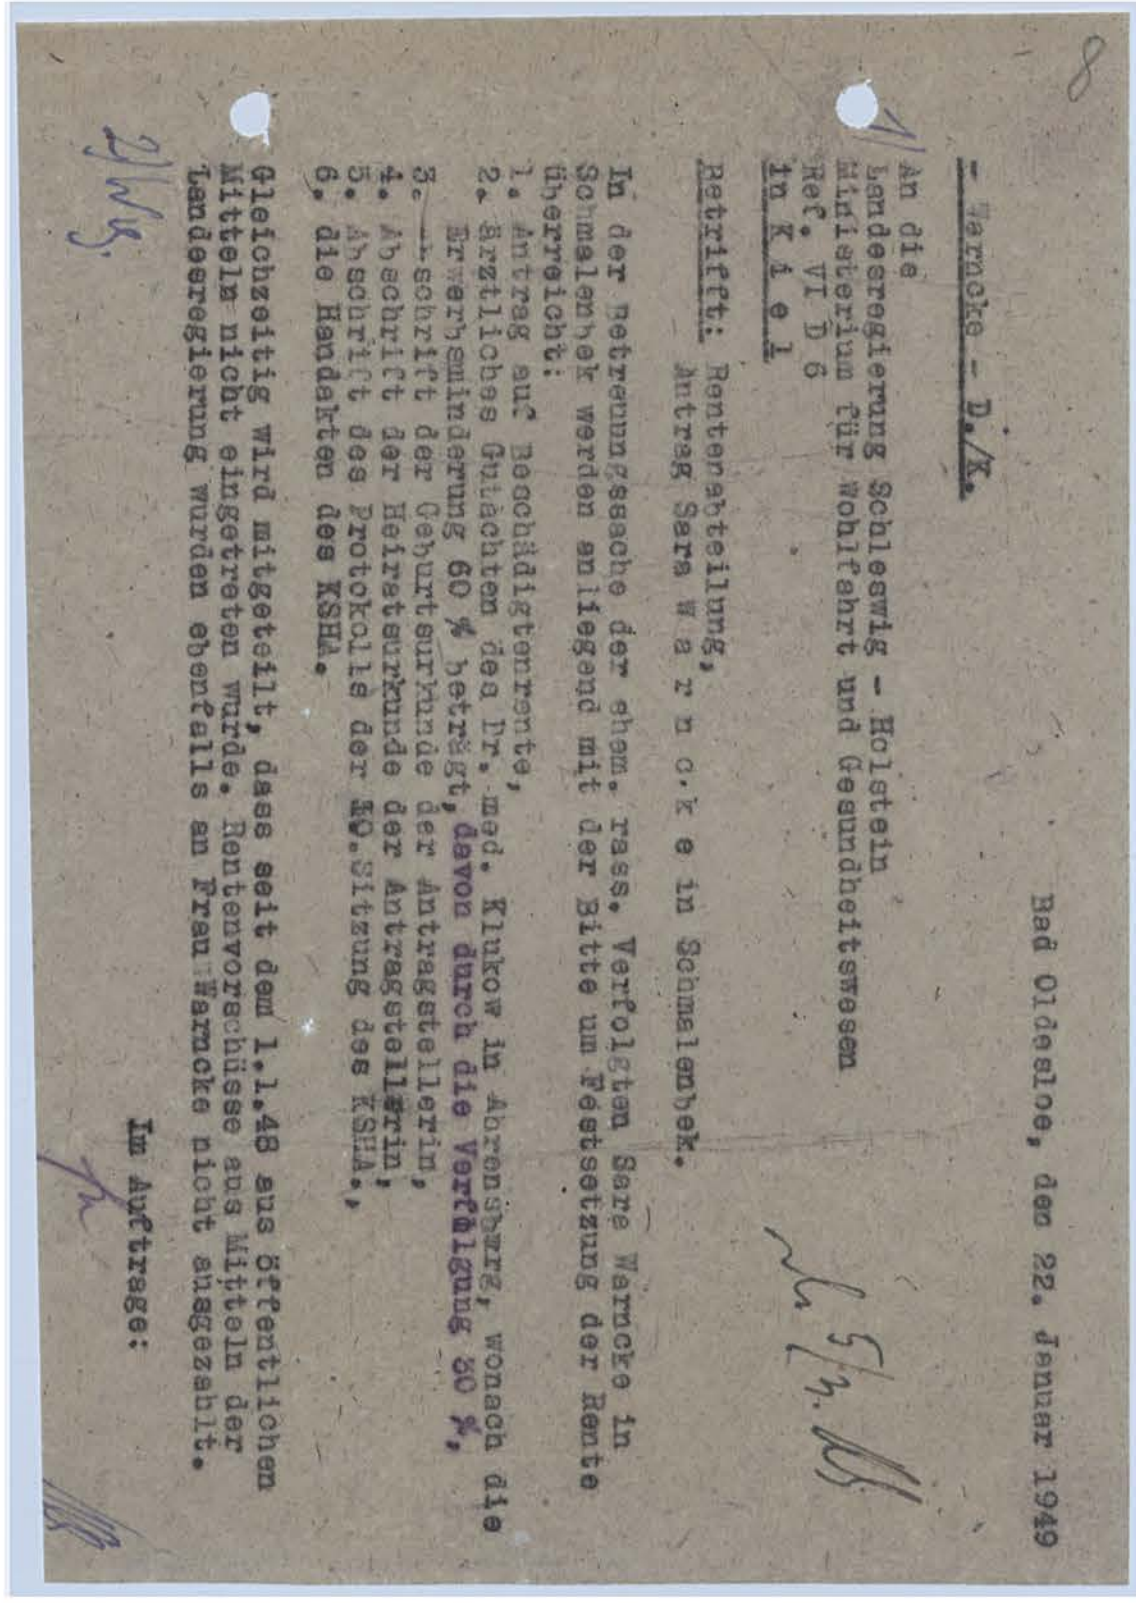 8
Bad Oldesloe, den 22. Januar 1949
- Warncke - D./K.
1/
An die
Landesregierung Schleswig - Holstein
Ministerium für Wohlfahrt und Gesundheitswesen
Ref. VI D 6
in K i e l
Betrifft: Rentenabteilung,
Antrag Sara W a r n c k e in Schmalenbek.
In der Betreuungssache der ehem. rass. Verfolgten Sara Warncke in
Schmalenbek werden anliegend mit der Bitte um Festsetzung der Rente
überreicht:
1. Antrag auf Beschädigtenrente,
2. ärztliches Gutachten des Dr. med. Klukow in Ahrensburg, wonach die
Erwerbsminderung 60 % beträgt, davon durch die Verfolgung 30 %,
3. Abschrift der Geburtsurkunde der Antragstellerin,
4. Abschrift der Heiratsurkunde der Antragstellerin,
5. Abschrift des Protokolls der 10.Sitzung des KSHA.,
6. die Handakten des KSHA.
Gleichzeitig wird mitgeteilt, dass seit dem 1.1.48 aus öffentlichen
Mitteln nicht eingetreten wurde. Rentenvorschüsse aus Mitteln der
Landesregierung wurden ebenfalls an Frau Warncke nicht ausgezahlt.
In Auftrage:
2/